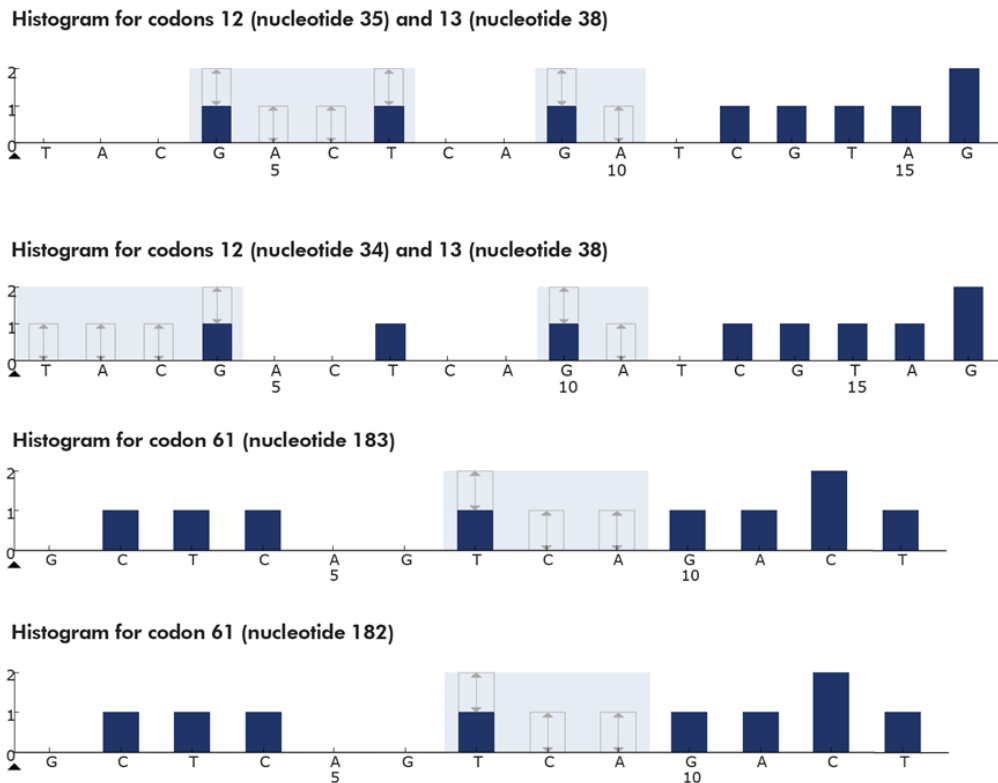 Histogram for codons 12 (nucleotide 35) and 13 (nucleotide 38)
2
1
0
T A C G A C T C A G A T C G T A G
5 10 15
Histogram for codons 12 (nucleotide 34) and 13 (nucleotide 38)
2
1
0
T A C G A C T C A G A T C G T A G
5 10 15
Histogram for codon 61 (nucleotide 183)
2
1
0
G C T C A G T C A G A C T
5 10
Histogram for codon 61 (nucleotide 182)
2
1
0
G C T C A G T C A G A C T
5 10